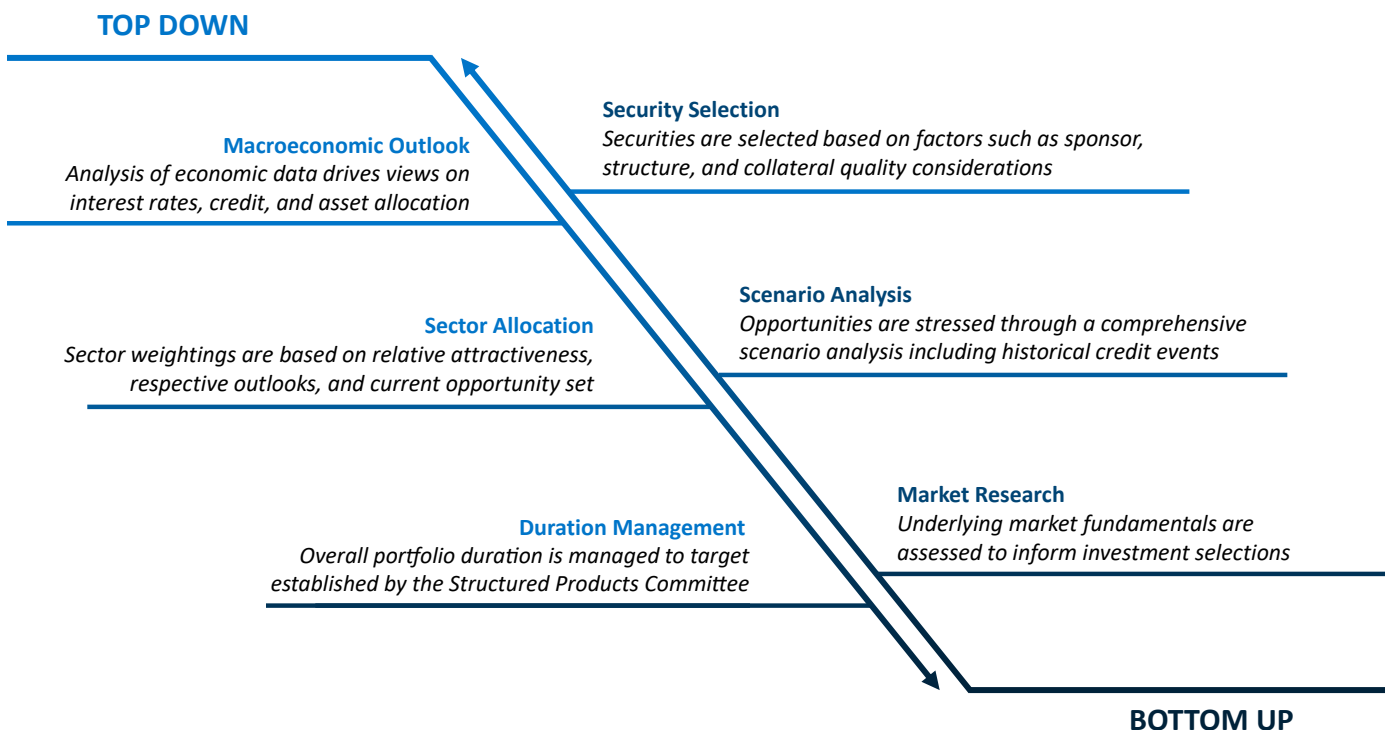 TOP DOWN
Macroeconomic Outlook
Analysis of economic data drives views on
interest rates, credit, and asset allocation
Sector Allocation
Sector weightings are based on relative attractiveness,
respective outlooks, and current opportunity set
Duration Management
Overall portfolio duration is managed to target
established by the Structured Products Committee
Security Selection
Securities are selected based on factors such as sponsor,
structure, and collateral quality considerations
Scenario Analysis
Opportunities are stressed through a comprehensive
scenario analysis including historical credit events
Market Research
Underlying market fundamentals are
assessed to inform investment selections
BOTTOM UP